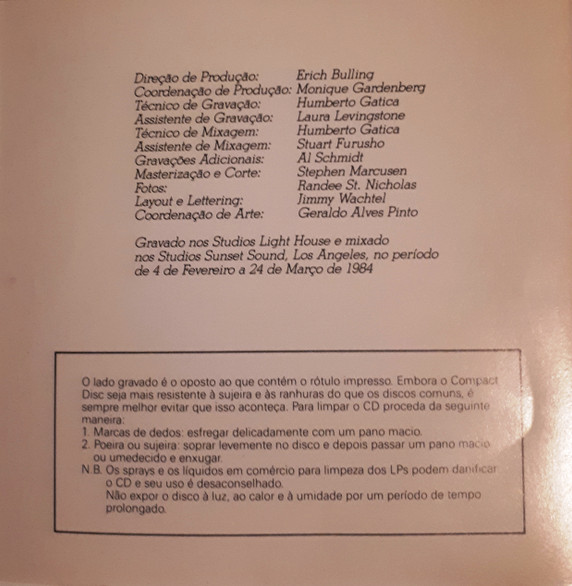 Direção de Produção: Erich Bulling
Coordenação de Produção: Monique Gardenberg
Técnico de Gravação: Humberto Gatica
Assistente de Gravação: Laura Levingstone
Técnico de Mixagem: Humberto Gatica
Assistente de Mixagem: Stuart Furusho
Gravações Adicionais: Al Schmidt
Masterização e Corte: Stephen Marcusen
Fotos: Randee St. Nicholas
Layout e Lettering: Jimmy Wachtel
Coordenação de Arte: Geraldo Alves Pinto
Gravado nos Studios Light House e mixado
nos Studios Sunset Sound, Los Angeles, no período
de 4 de Fevereiro a 24 de Março de 1984
O lado gravado é o oposto ao que contém o rótulo impresso. Embora o Compact
Disc seja mais resistente à sujeira e às ranhuras do que os discos comuns, é
sempre melhor evitar que isso aconteça. Para limpar o CD proceda da seguinte
maneira:
1. Marcas de dedos: esfregar delicadamente com um pano macio.
2. Poeira ou sujeira: soprar levemente no disco e depois passar um pano macio
ou umedecido e enxugar.
N.B. Os sprays e os líquidos em comércio para limpeza dos LPs podem danificar
o CD e seu uso é desaconselhado.
Não expor o disco à luz, ao calor e à umidade por um período de tempo
prolongado.